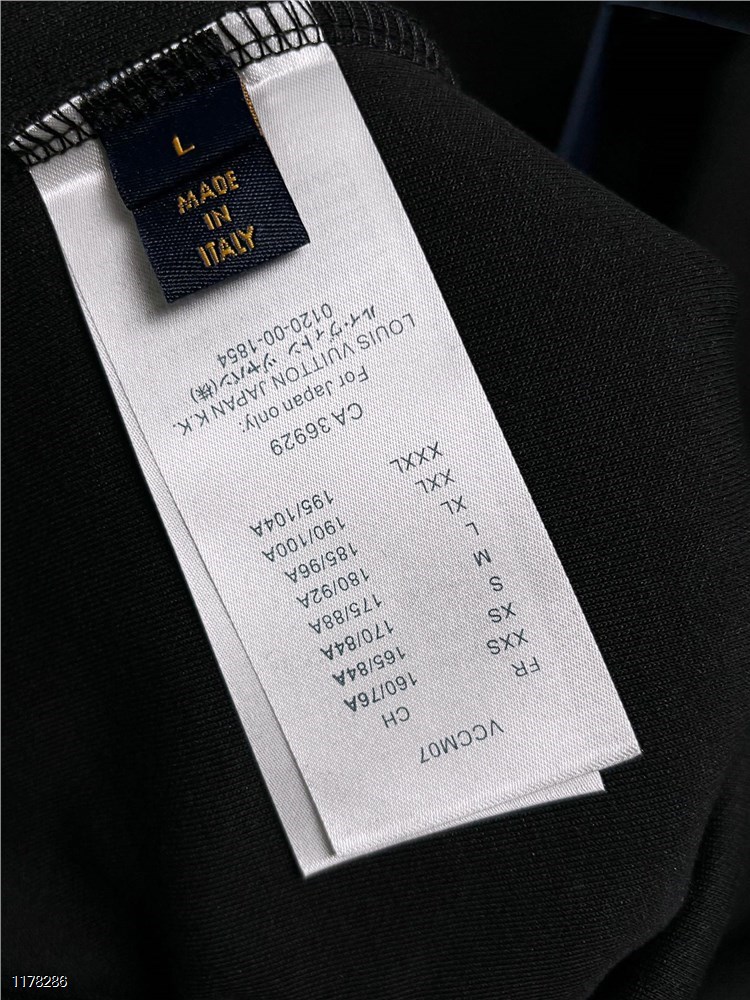 L
MADE
IN
ITALY
VCCM07
FR CH
XXS 160/76A
XS 165/84A
S 170/84A
M 175/88A
L 180/92A
XL 185/96A
XXL 190/100A
XXXL 195/104A
CA 36929
For Japan only:
LOUIS VUITTON JAPAN K.K.
ルイ・ヴィトン ジャパン(株)
0120-00-1854
1178286